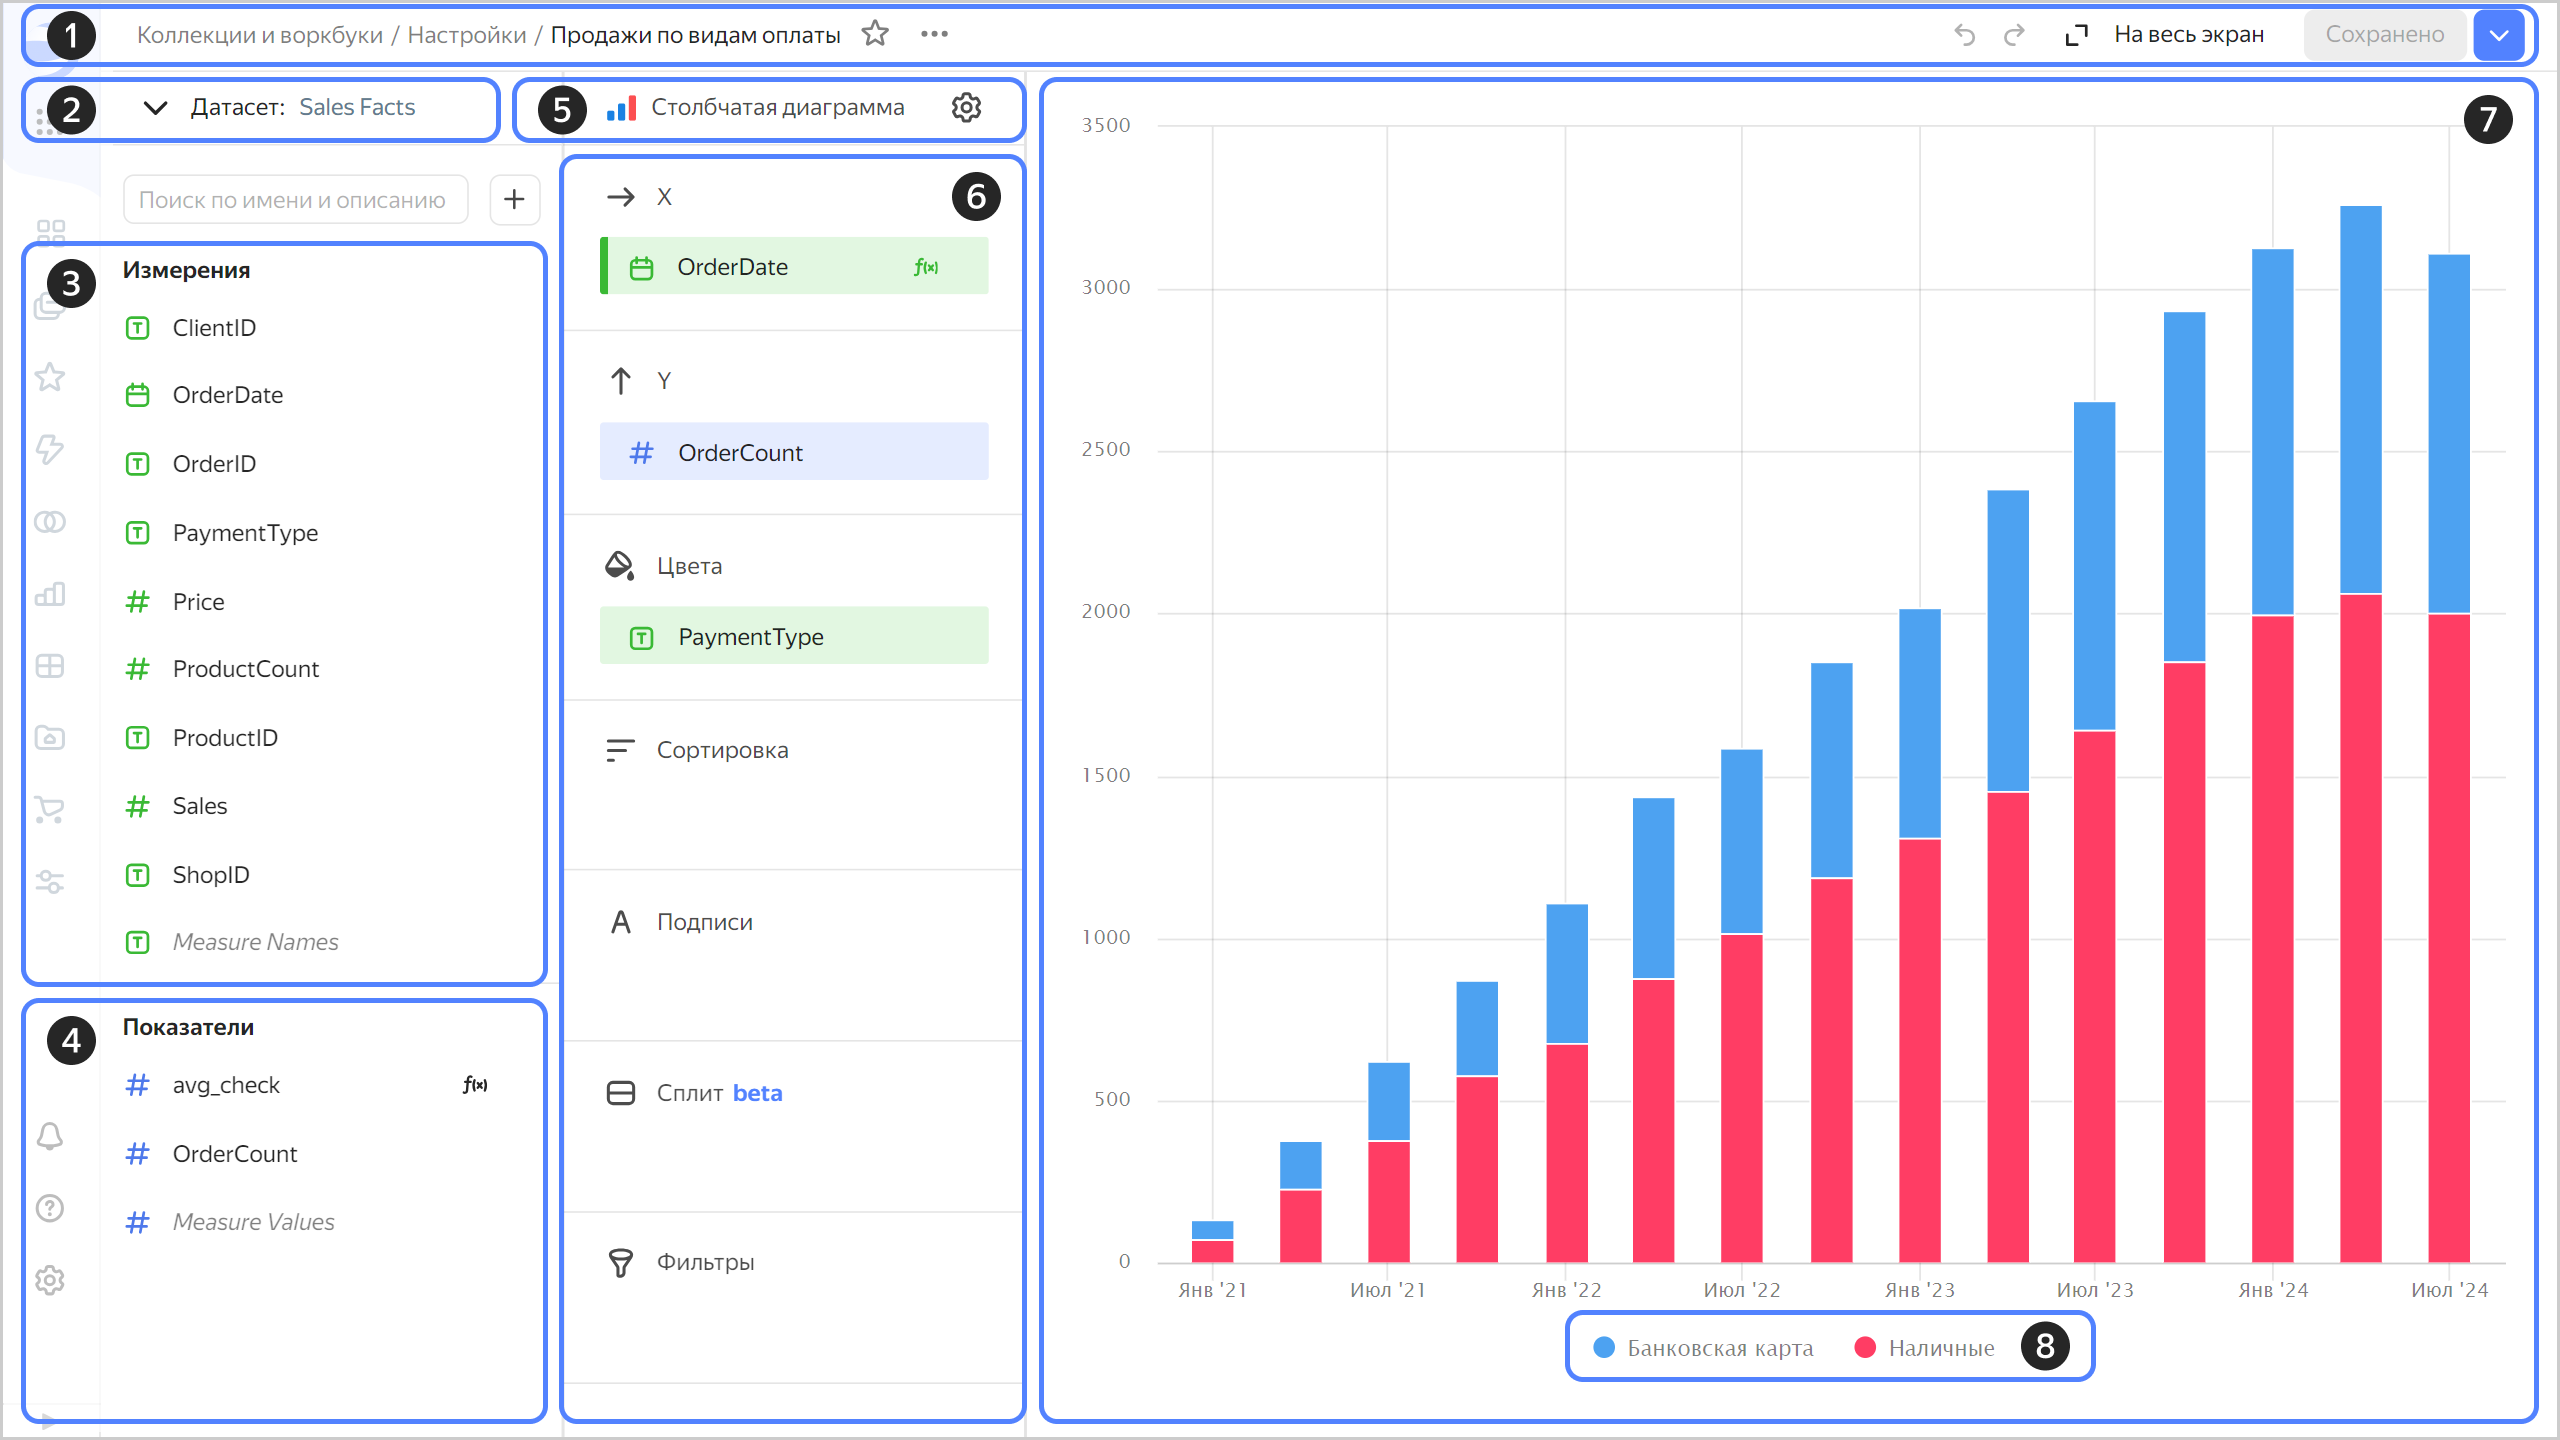 1 Коллекции и воркбуки / Настройки / Продажи по видам оплаты На весь экран Сохранено
2 Датасет: Sales Facts
5 Столбчатая диаграмма
Поиск по имени и описанию
3 Измерения
ClientID
OrderDate
OrderID
PaymentType
Price
ProductCount
ProductID
Sales
ShopID
Measure Names
4 Показатели
avg_check f(x)
OrderCount
Measure Values
X 6
OrderDate f(x)
Y
OrderCount
Цвета
PaymentType
Сортировка
Подписи
Сплит beta
Фильтры
7
3500
3000
2500
2000
1500
1000
500
0
Янв '21 Июл '21 Янв '22 Июл '22 Янв '23 Июл '23 Янв '24 Июл '24
Банковская карта Наличные 8